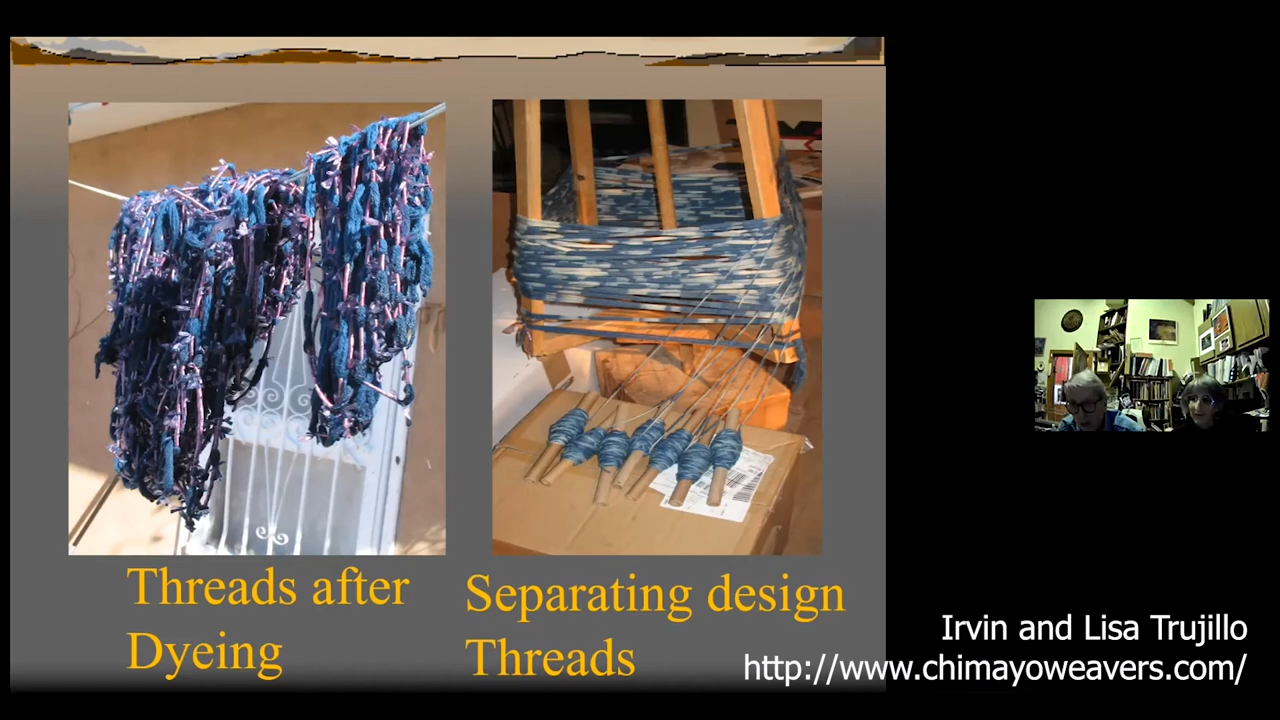 Threads after
Dyeing
Separating design
Threads
Irvin and Lisa Trujillo
http://www.chimayoweavers.com/